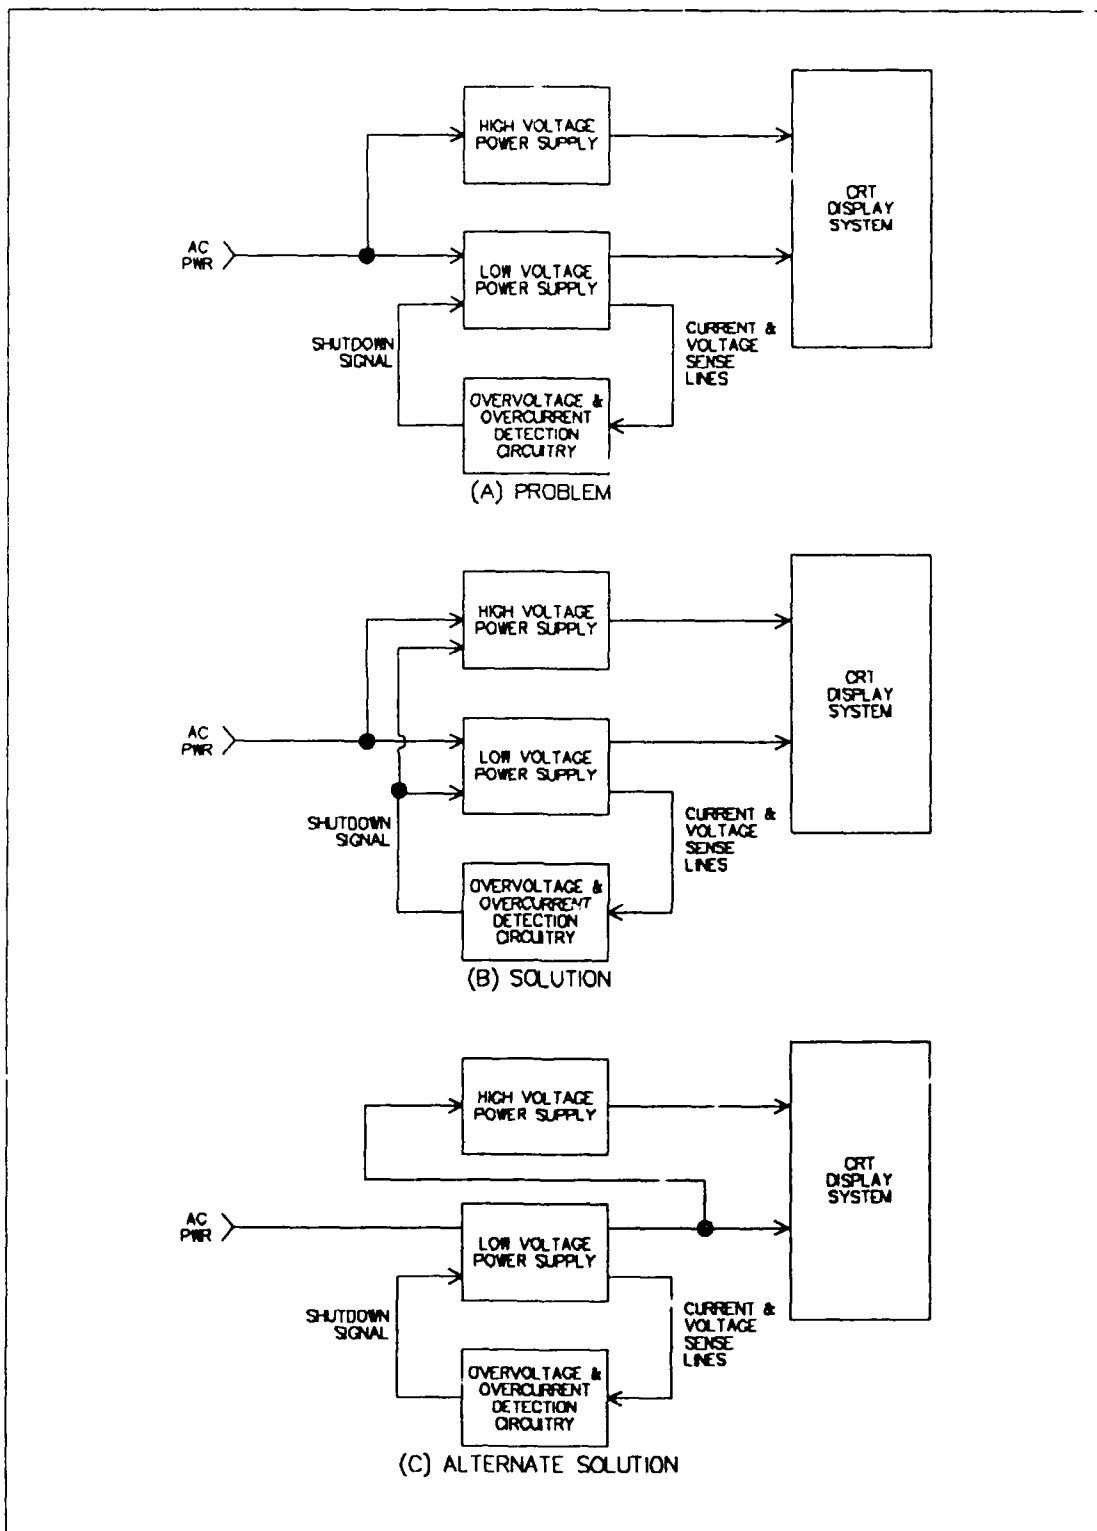 HIGH VOLTAGE
POWER SUPPLY
CRT
DISPLAY
SYSTEM
AC
PWR
LOW VOLTAGE
POWER SUPPLY
SHUTDOWN
SIGNAL
CURRENT &
VOLTAGE
SENSE
LINES
OVERVOLTAGE &
OVERCURRENT
DETECTION
CIRCUITRY
(A) PROBLEM
HIGH VOLTAGE
POWER SUPPLY
CRT
DISPLAY
SYSTEM
AC
PWR
LOW VOLTAGE
POWER SUPPLY
SHUTDOWN
SIGNAL
CURRENT &
VOLTAGE
SENSE
LINES
OVERVOLTAGE &
OVERCURRENT
DETECTION
CIRCUITRY
(B) SOLUTION
HIGH VOLTAGE
POWER SUPPLY
CRT
DISPLAY
SYSTEM
AC
PWR
LOW VOLTAGE
POWER SUPPLY
SHUTDOWN
SIGNAL
CURRENT &
VOLTAGE
SENSE
LINES
OVERVOLTAGE &
OVERCURRENT
DETECTION
CIRCUITRY
(C) ALTERNATE SOLUTION